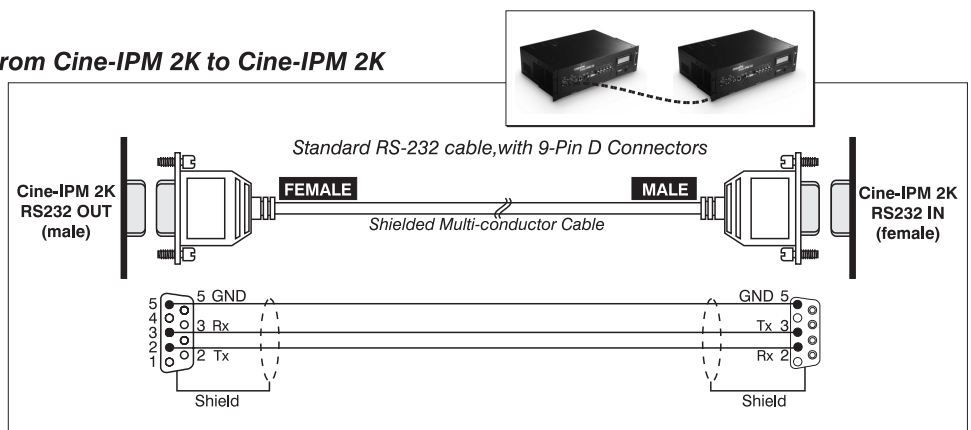 rom Cine-IPM 2K to Cine-IPM 2K
Standard RS-232 cable,with 9-Pin D Connectors
Cine-IPM 2K
RS232 OUT
(male)
FEMALE
MALE
Cine-IPM 2K
RS232 IN
(female)
Shielded Multi-conductor Cable
5 5 GND GND 5
4
3 3 Rx Tx 3
2 2 Tx Rx 2
1
Shield Shield